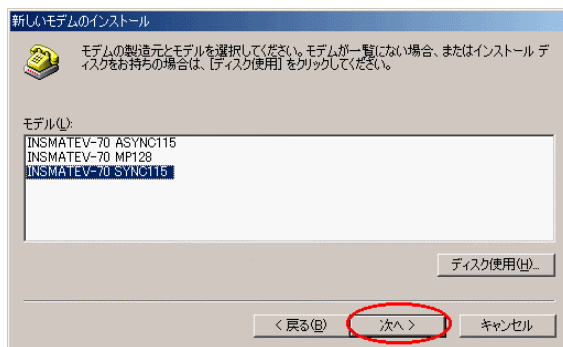 新しいモデムのインストール
モデムの製造元とモデルを選択してください。モデムが一覧にない場合、またはインストール デ
ィスクをお持ちの場合は、[ディスク使用] をクリックしてください。
モデル(L):
INSMATEV-70 ASYNC115
INSMATEV-70 MP128
INSMATEV-70 SYNC115
ディスク使用(H)...
< 戻る(B)
次へ >
キャンセル